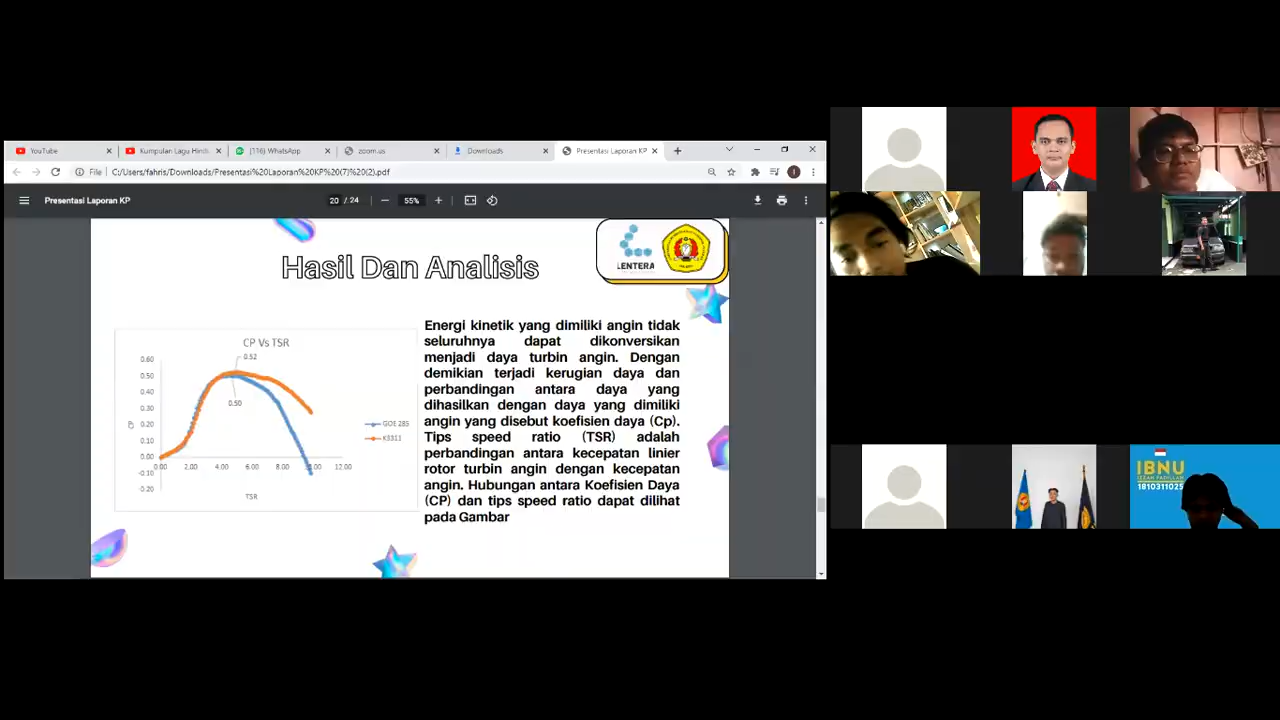 YouTube
Kumpulan Lagu Hindi
(116) WhatsApp
zoom.us
Downloads
Presentasi Laporan KP
File
C:/Users/fahris/Downloads/Presentasi%20Laporan%20KP%20(7)%20(2).pdf
Presentasi Laporan KP
20 / 24
55%
LENTERA
Hasil Dan Analisis
CP Vs TSR
0.60
0.50
0.40
0.30
0.20
0.10
0.00
-0.10
-0.20
CP
0.52
0.50
0.00 2.00 4.00 6.00 8.00 10.00 12.00
TSR
GOE 285
K3311
Energi kinetik yang dimiliki angin tidak
seluruhnya dapat dikonversikan
menjadi daya turbin angin. Dengan
demikian terjadi kerugian daya dan
perbandingan antara daya yang
dihasilkan dengan daya yang dimiliki
angin yang disebut koefisien daya (Cp).
Tips speed ratio (TSR) adalah
perbandingan antara kecepatan linier
rotor turbin angin dengan kecepatan
angin. Hubungan antara Koefisien Daya
(CP) dan tips speed ratio dapat dilihat
pada Gambar
IBNU
1810311025